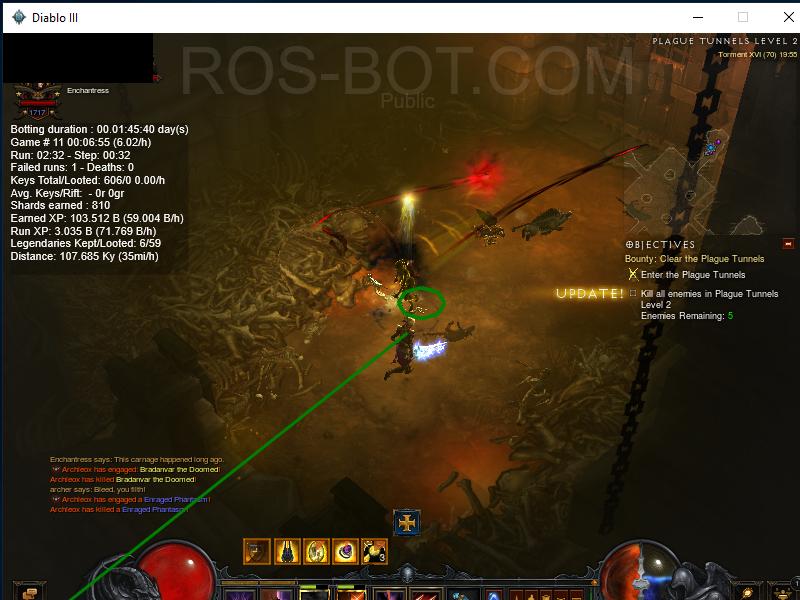 Diablo III
PLAGUE TUNNELS LEVEL 2
Torment XVI (70) 19:55
ROS-BOT.COM
Public
Enchantress
1717
Botting duration : 00.01:45:40 day(s)
Game # 11 00:06:55 (6.02/h)
Run: 02:32 - Step: 00:32
Failed runs: 1 - Deaths: 0
Keys Total/Looted: 606/0 0.00/h
Avg. Keys/Rift: - 0r 0gr
Shards earned : 810
Earned XP: 103.512 B (59.004 B/h)
Run XP: 3.035 B (71.769 B/h)
Legendaries Kept/Looted: 6/59
Distance: 107.685 Ky (35mi/h)
OBJECTIVES
Bounty: Clear the Plague Tunnels
Enter the Plague Tunnels
UPDATE!
Kill all enemies in Plague Tunnels
Level 2
Enemies Remaining: 5
Enchantress says: This carnage happened long ago.
Archleox has engaged: Bradanvar the Doomed!
Archleox has killed Bradanvar the Doomed!
archer says: Bleed, you filth!
Archleox has engaged a Enraged Phantasm!
Archleox has killed a Enraged Phantasm!
3
1